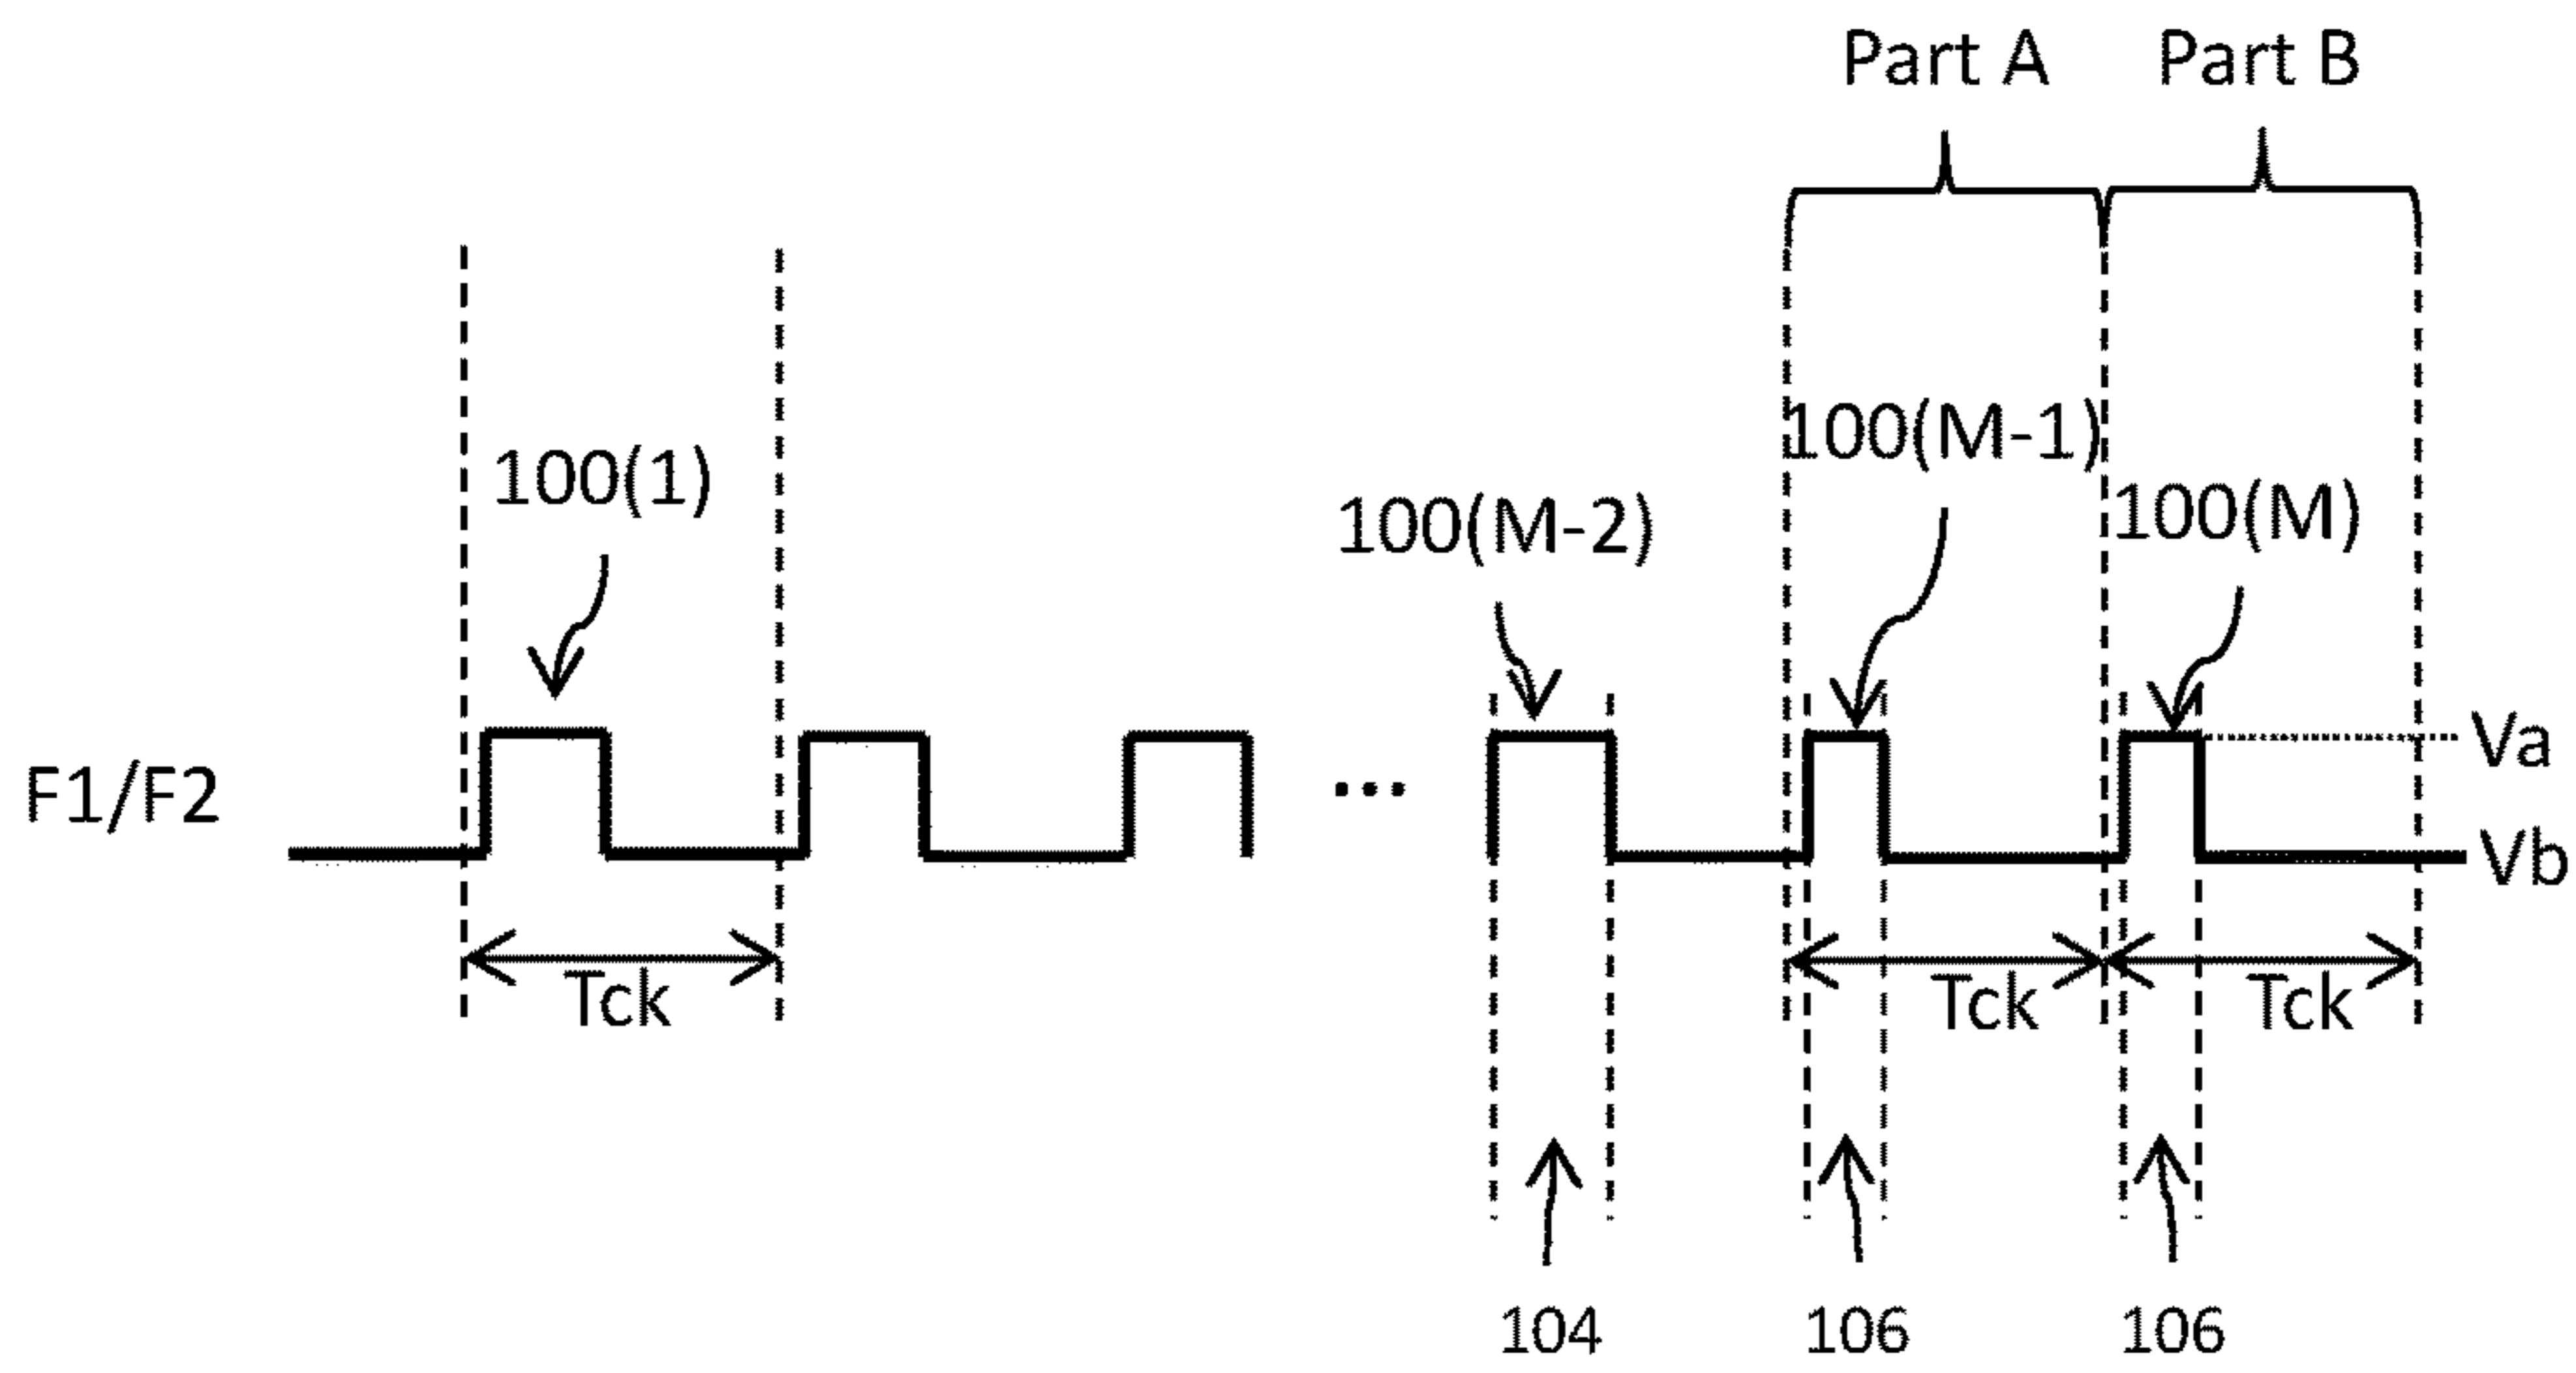 Part A
Part B
100(1)
100(M-2)
100(M-1)
100(M)
F1/F2
...
Va
Vb
Tck
Tck
Tck
104
106
106